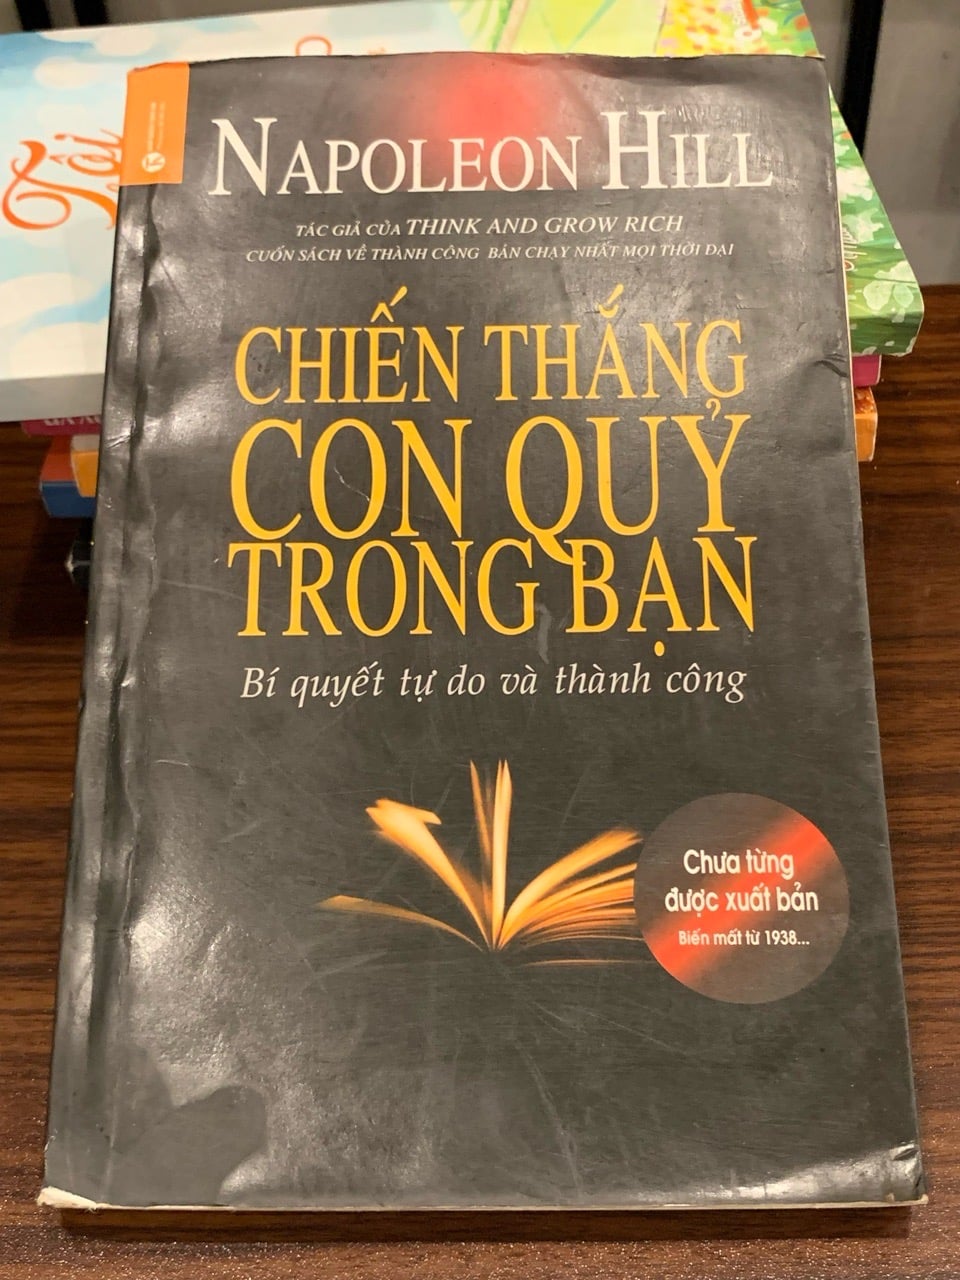 NAPOLEON HILL
TÁC GIẢ CỦA THINK AND GROW RICH
CUỐN SÁCH VỀ THÀNH CÔNG BÁN CHẠY NHẤT MỌI THỜI ĐẠI
CHIẾN THẮNG
CON QUỶ
TRONG BẠN
Bí quyết tự do và thành công
Chưa từng
được xuất bản
Biến mất từ 1938...
Tôi